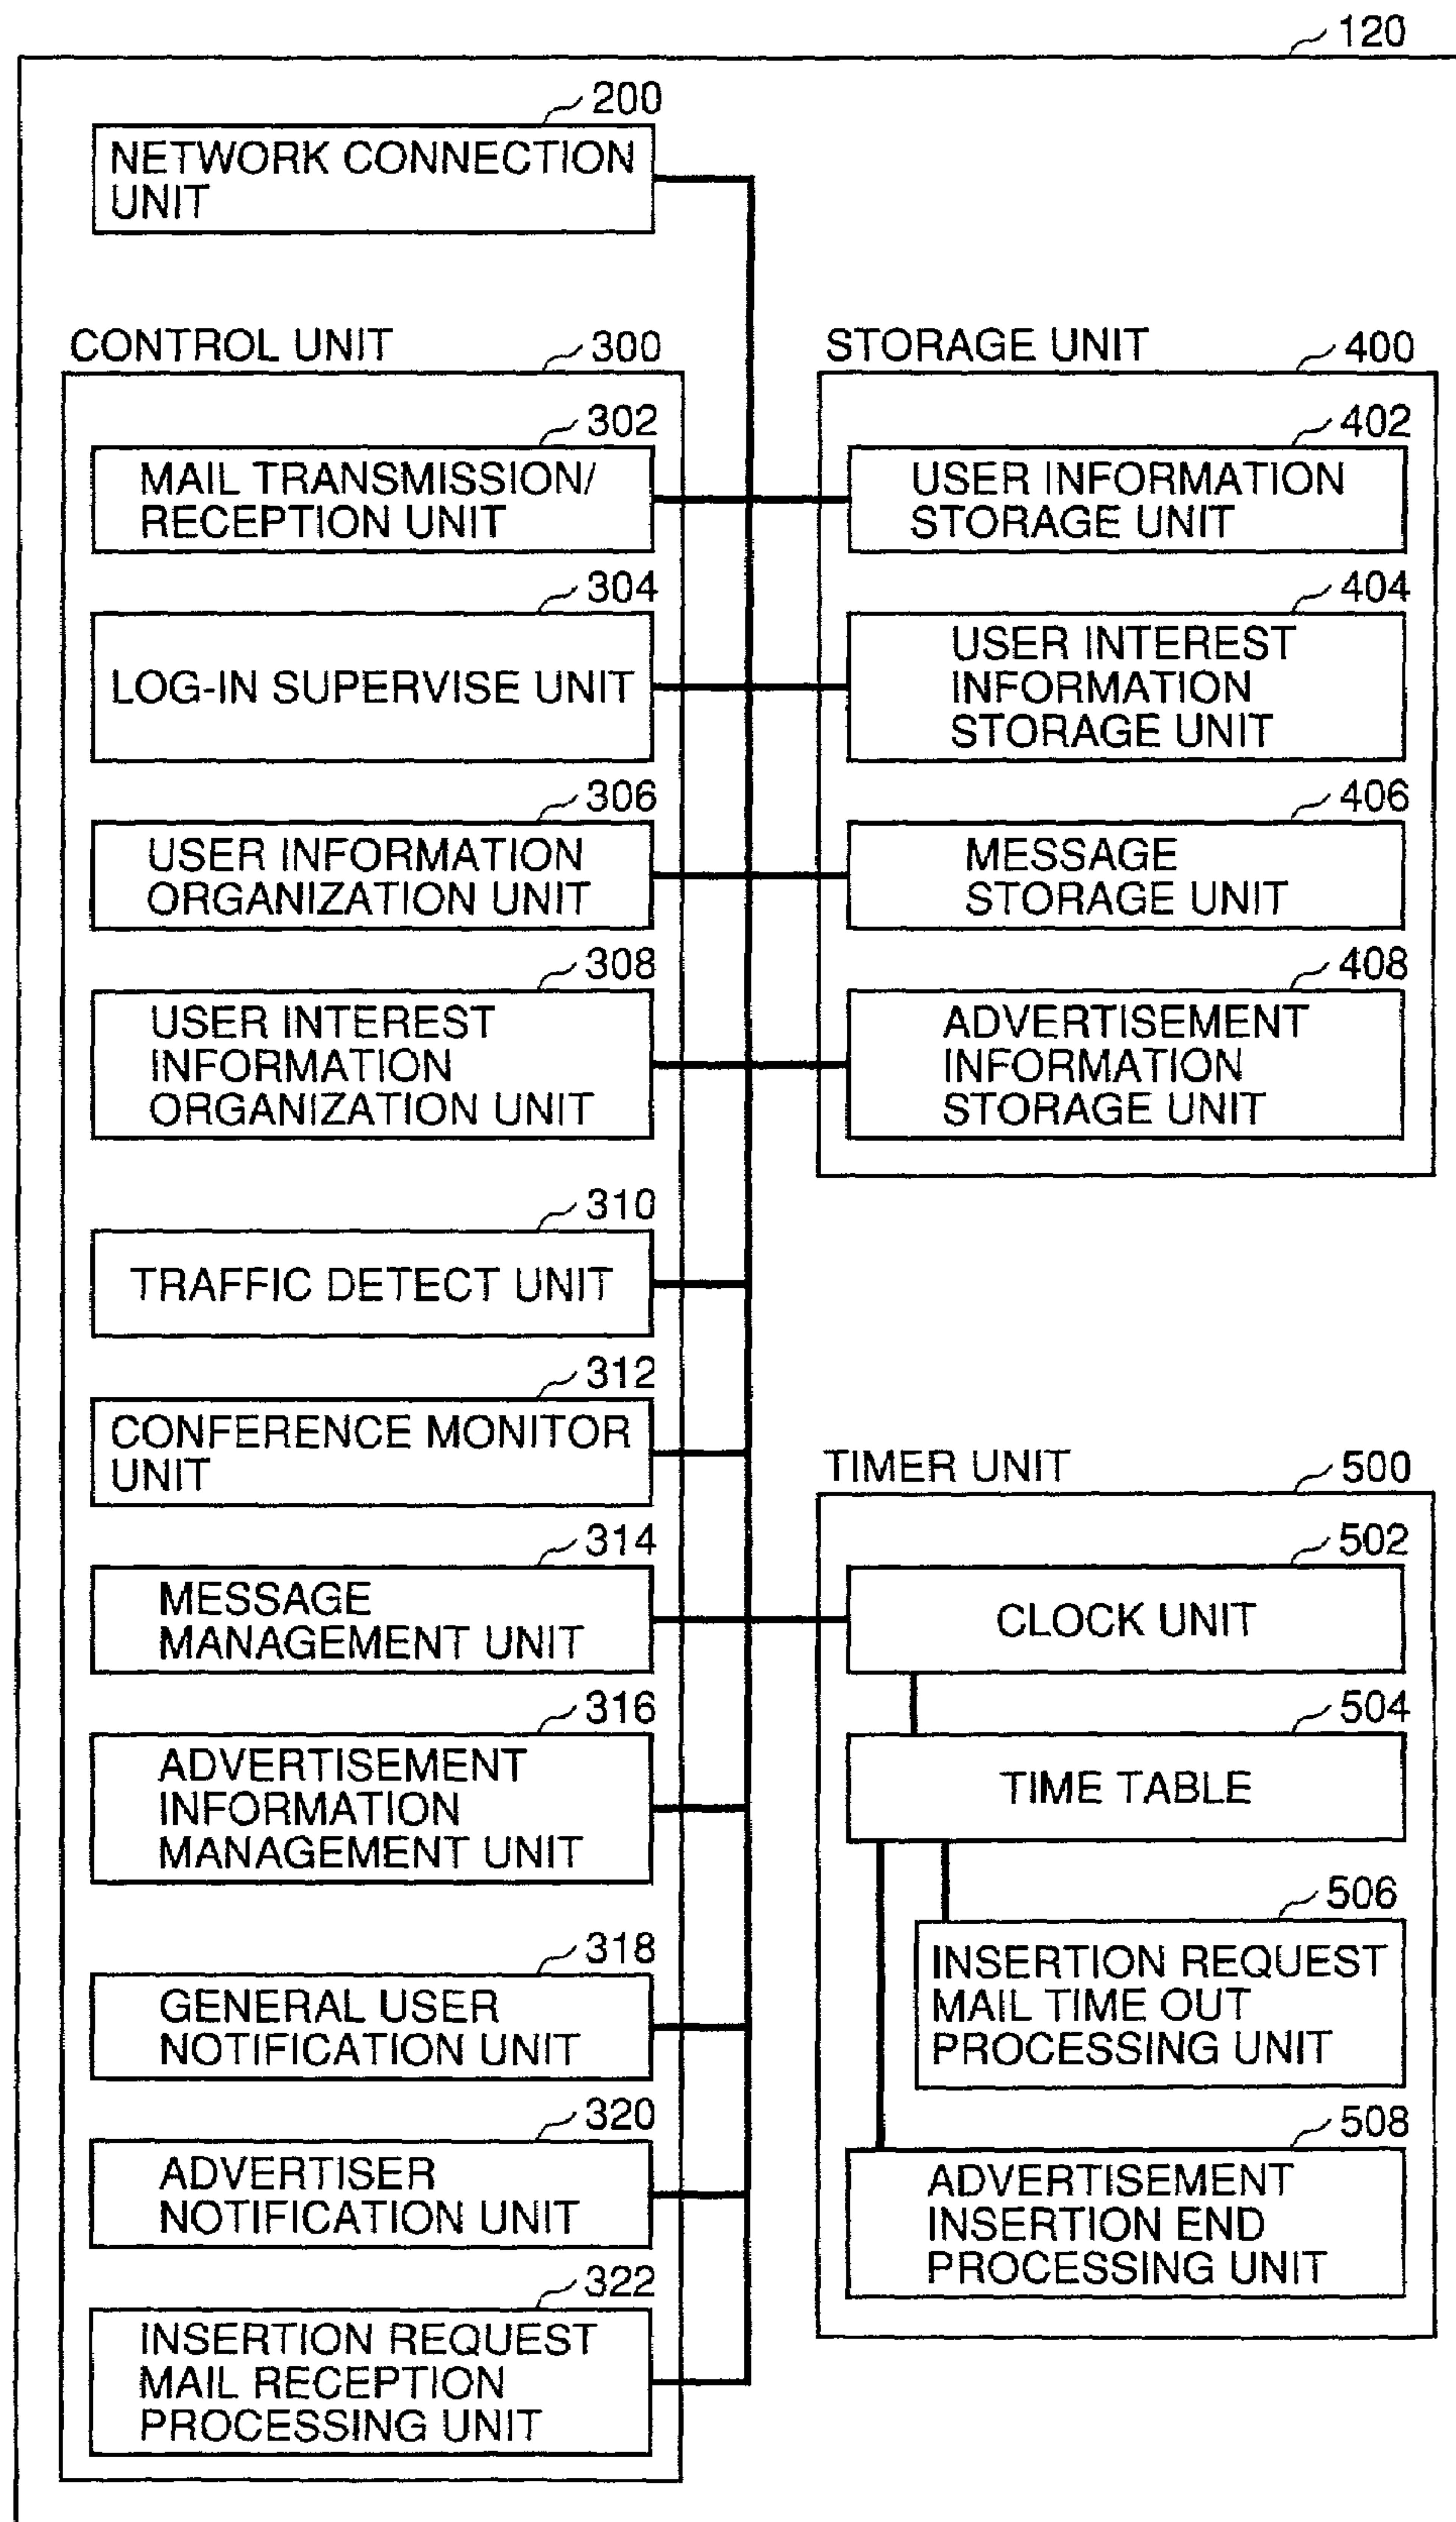 120
200
NETWORK CONNECTION
UNIT
CONTROL UNIT
300
302
MAIL TRANSMISSION/
RECEPTION UNIT
304
LOG-IN SUPERVISE UNIT
306
USER INFORMATION
ORGANIZATION UNIT
308
USER INTEREST
INFORMATION
ORGANIZATION UNIT
310
TRAFFIC DETECT UNIT
312
CONFERENCE MONITOR
UNIT
314
MESSAGE
MANAGEMENT UNIT
316
ADVERTISEMENT
INFORMATION
MANAGEMENT UNIT
318
GENERAL USER
NOTIFICATION UNIT
320
ADVERTISER
NOTIFICATION UNIT
322
INSERTION REQUEST
MAIL RECEPTION
PROCESSING UNIT
STORAGE UNIT
400
402
USER INFORMATION
STORAGE UNIT
404
USER INTEREST
INFORMATION
STORAGE UNIT
406
MESSAGE
STORAGE UNIT
408
ADVERTISEMENT
INFORMATION
STORAGE UNIT
TIMER UNIT
500
502
CLOCK UNIT
504
TIME TABLE
506
INSERTION REQUEST
MAIL TIME OUT
PROCESSING UNIT
508
ADVERTISEMENT
INSERTION END
PROCESSING UNIT